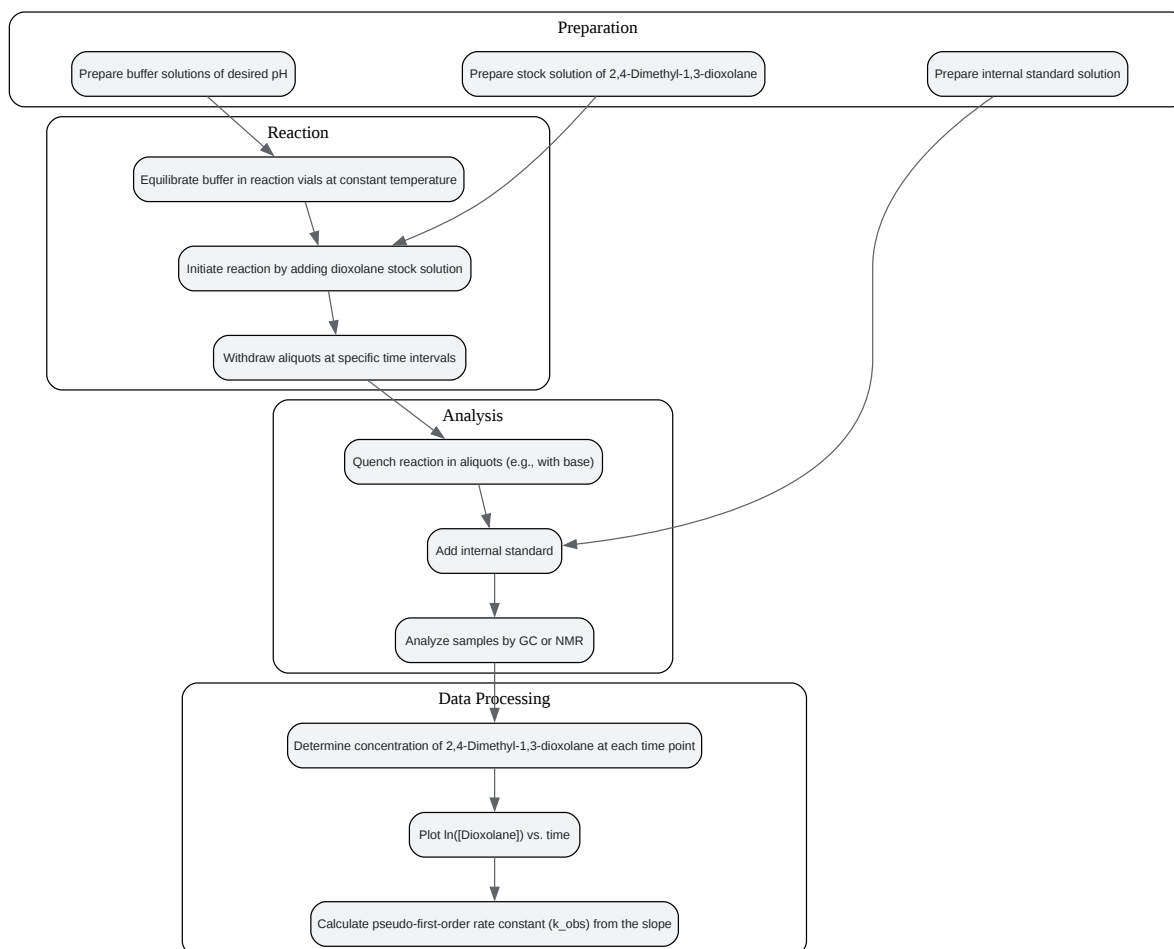 Preparation
Prepare buffer solutions of desired pH
Prepare stock solution of 2,4-Dimethyl-1,3-dioxolane
Prepare internal standard solution
Reaction
Equilibrate buffer in reaction vials at constant temperature
Initiate reaction by adding dioxolane stock solution
Withdraw aliquots at specific time intervals
Analysis
Quench reaction in aliquots (e.g., with base)
Add internal standard
Analyze samples by GC or NMR
Data Processing
Determine concentration of 2,4-Dimethyl-1,3-dioxolane at each time point
Plot ln([Dioxolane]) vs. time
Calculate pseudo-first-order rate constant (k_obs) from the slope